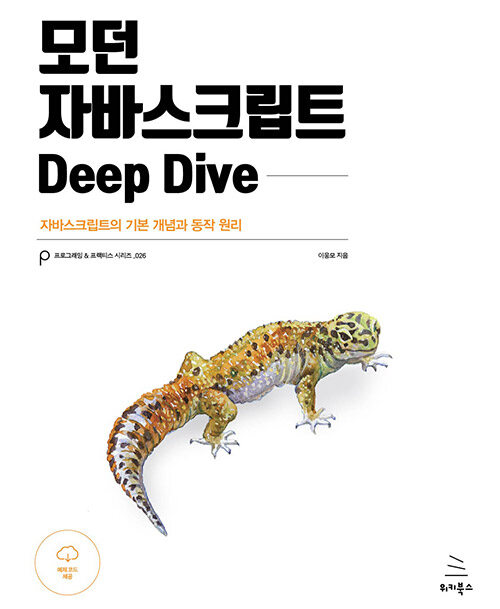 모던
자바스크립트
Deep Dive
자바스크립트의 기본 개념과 동작 원리
프로그래밍 & 프랙티스 시리즈_026
이웅모 지음
예제 코드
제공
위키북스